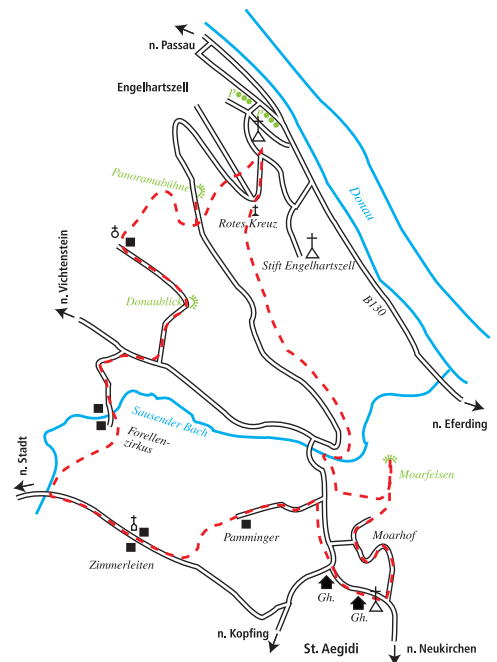 n. Passau
Engelhartszell
P
P
Panoramabühne
Rotes Kreuz
Stift Engelhartszell
Donau
B130
n. Vichtenstein
Donaublick
n. Eferding
Sausender Bach
Forellen-
zirkus
n. Stadt
Moarfelsen
Zimmerleiten
Pamminger
Moarhof
Gh.
Gh.
n. Kopfing
St. Aegidi
n. Neukirchen